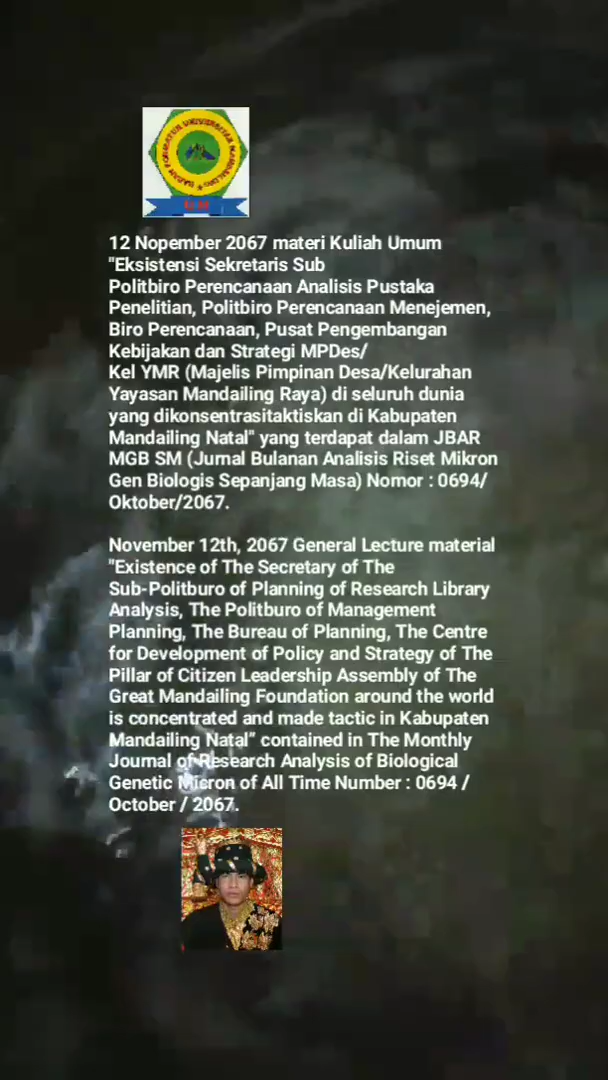 BADAN FORMATUR UNIVERSITAS MANDAILING
12 Nopember 2067 materi Kuliah Umum
"Eksistensi Sekretaris Sub
Politbiro Perencanaan Analisis Pustaka
Penelitian, Politbiro Perencanaan Menejemen,
Biro Perencanaan, Pusat Pengembangan
Kebijakan dan Strategi MPDes/
Kel YMR (Majelis Pimpinan Desa/Kelurahan
Yayasan Mandailing Raya) di seluruh dunia
yang dikonsentrasitaktiskan di Kabupaten
Mandailing Natal" yang terdapat dalam JBAR
MGB SM (Jurnal Bulanan Analisis Riset Mikron
Gen Biologis Sepanjang Masa) Nomor : 0694/
Oktober/2067.
November 12th, 2067 General Lecture material
"Existence of The Secretary of The
Sub-Politburo of Planning of Research Library
Analysis, The Politburo of Management
Planning, The Bureau of Planning, The Centre
for Development of Policy and Strategy of The
Pillar of Citizen Leadership Assembly of The
Great Mandailing Foundation around the world
is concentrated and made tactic in Kabupaten
Mandailing Natal" contained in The Monthly
Journal of Research Analysis of Biological
Genetic Micron of All Time Number : 0694 /
October / 2067.